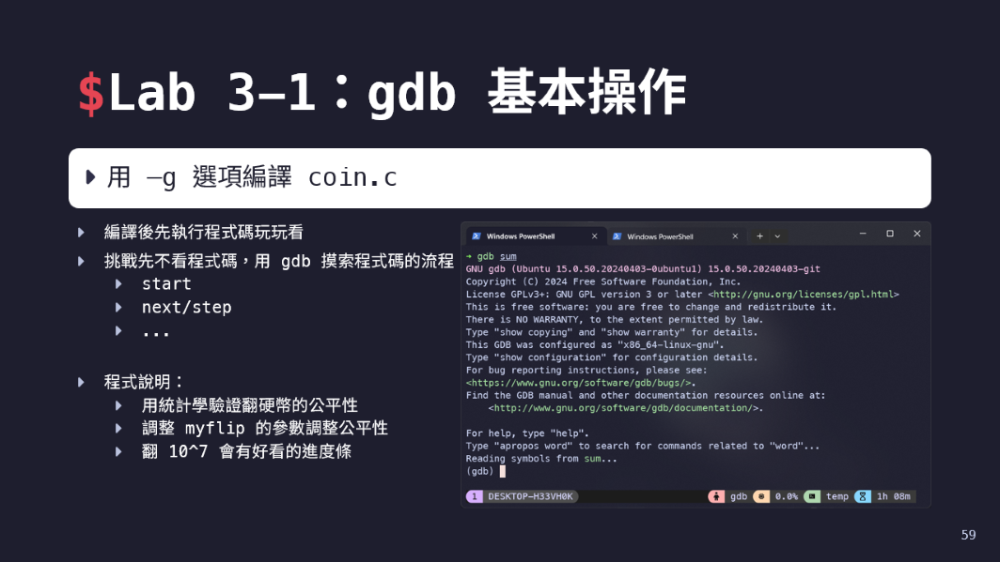 $Lab 3-1：gdb 基本操作
用 -g 選項編譯 coin.c
編譯後先執行程式碼玩玩看
挑戰先不看程式碼，用 gdb 摸索程式碼的流程
start
next/step
...
程式說明：
用統計學驗證翻硬幣的公平性
調整 myflip 的參數調整公平性
翻 10^7 會有好看的進度條
Windows PowerShell
Windows PowerShell
→ gdb sum
GNU gdb (Ubuntu 15.0.50.20240403-0ubuntu1) 15.0.50.20240403-git
Copyright (C) 2024 Free Software Foundation, Inc.
License GPLv3+: GNU GPL version 3 or later <http://gnu.org/licenses/gpl.html>
This is free software: you are free to change and redistribute it.
There is NO WARRANTY, to the extent permitted by law.
Type "show copying" and "show warranty" for details.
This GDB was configured as "x86_64-linux-gnu".
Type "show configuration" for configuration details.
For bug reporting instructions, please see:
<https://www.gnu.org/software/gdb/bugs/>.
Find the GDB manual and other documentation resources online at:
<http://www.gnu.org/software/gdb/documentation/>.
For help, type "help".
Type "apropos word" to search for commands related to "word"...
Reading symbols from sum...
(gdb)
1 DESKTOP-H33VH0K gdb 0.0% temp 1h 08m
59